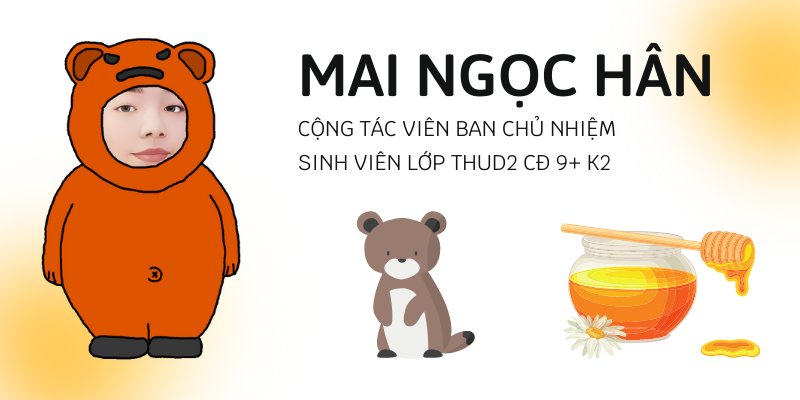 MAI NGỌC HÂN
CỘNG TÁC VIÊN BAN CHỦ NHIỆM
SINH VIÊN LỚP THUD2 CĐ 9+ K2